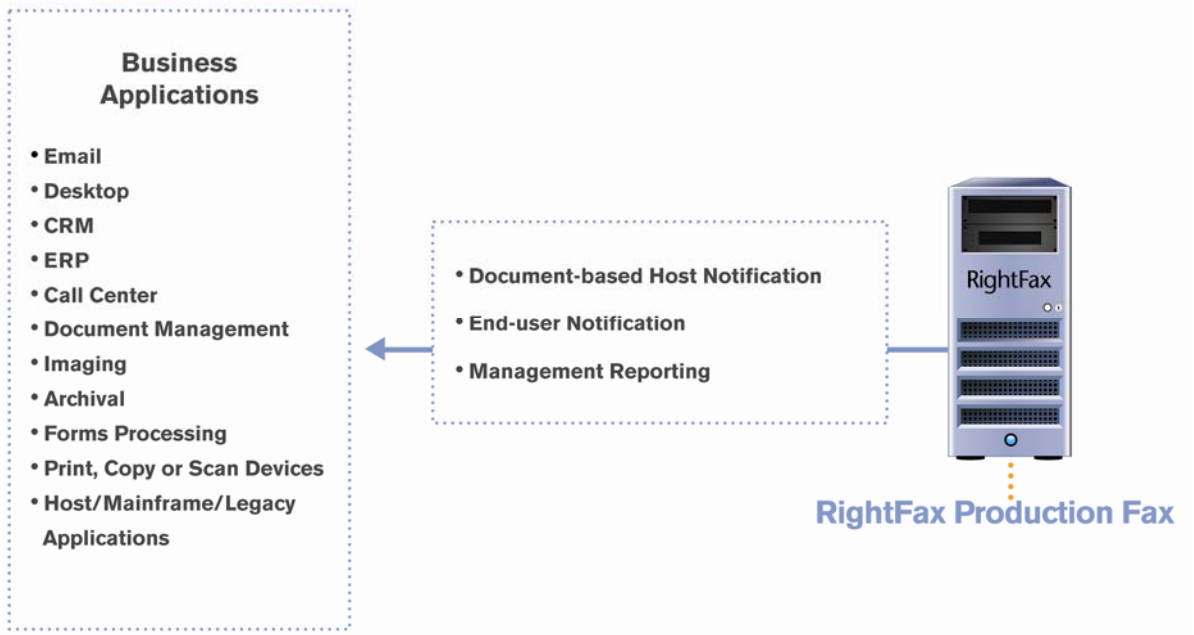 Business
Applications
• Email
• Desktop
• CRM
• ERP
• Call Center
• Document Management
• Imaging
• Archival
• Forms Processing
• Print, Copy or Scan Devices
• Host/Mainframe/Legacy
Applications
• Document-based Host Notification
• End-user Notification
• Management Reporting
RightFax
RightFax Production Fax